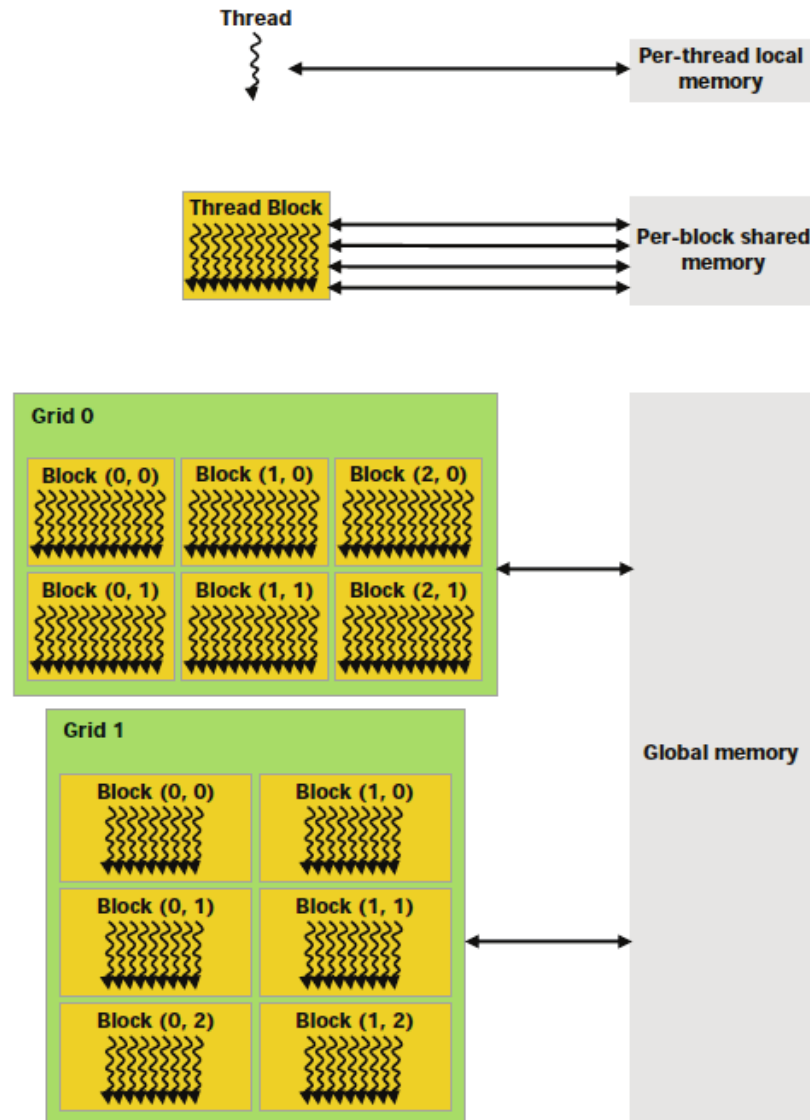 Thread
Per-thread local
memory
Thread Block
Per-block shared
memory
Grid 0
Block (0, 0)
Block (1, 0)
Block (2, 0)
Block (0, 1)
Block (1, 1)
Block (2, 1)
Grid 1
Global memory
Block (0, 0)
Block (1, 0)
Block (0, 1)
Block (1, 1)
Block (0, 2)
Block (1, 2)